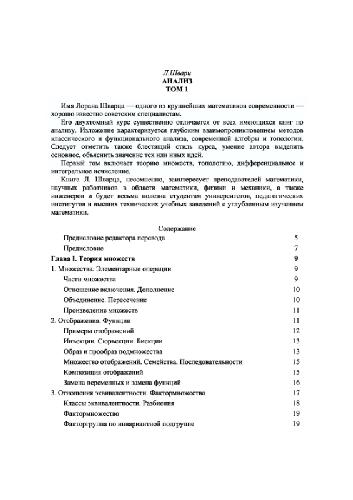 Л.Шварц
АНАЛИЗ
ТОМ 1
Имя Лорана Шварца — одного из крупнейших математиков современности —
хорошо известно советским специалистам.
Его двухтомный курс существенно отличается от всех имеющихся книг по
анализу. Изложение характеризуется глубоким взаимопроникновением методов
классического и функционального анализа, современной алгебры и топологии.
Следует отметить также блестящий стиль курса, умение автора выделить
основное, объяснить значение тех или иных идей.
Первый том включает теорию множеств, топологию, дифференциальное и
интегральное исчисление.
Книга Л. Шварца, несомненно, заинтересует преподавателей математики,
научных работников в области математики, физики и механики, а также
инженеров и будет весьма полезна студентам университетов, педагогических
институтов и высших технических учебных заведений с углубленным изучением
математики.
Содержание
Предисловие редактора перевода 5
Предисловие 7
Глава I. Теория множеств 9
1. Множества. Элементарные операции 9
Части множества 9
Отношение включения. Дополнение 10
Объединение. Пересечение 10
Произведения множеств 11
2. Отображения. Функции 11
Примеры отображений 12
Инъекции. Сюръекции. Биекции 13
Образ и прообраз подмножества 13
Множество отображений. Семейства. Последовательности 15
Композиция отображений 15
Замена переменных и замена функций 16
3. Отношения эквивалентности. Фактормножества 17
Классы эквивалентности. Разбиения 18
Фактормножество 19
Факторгруппа по инвариантной подгруппе 19